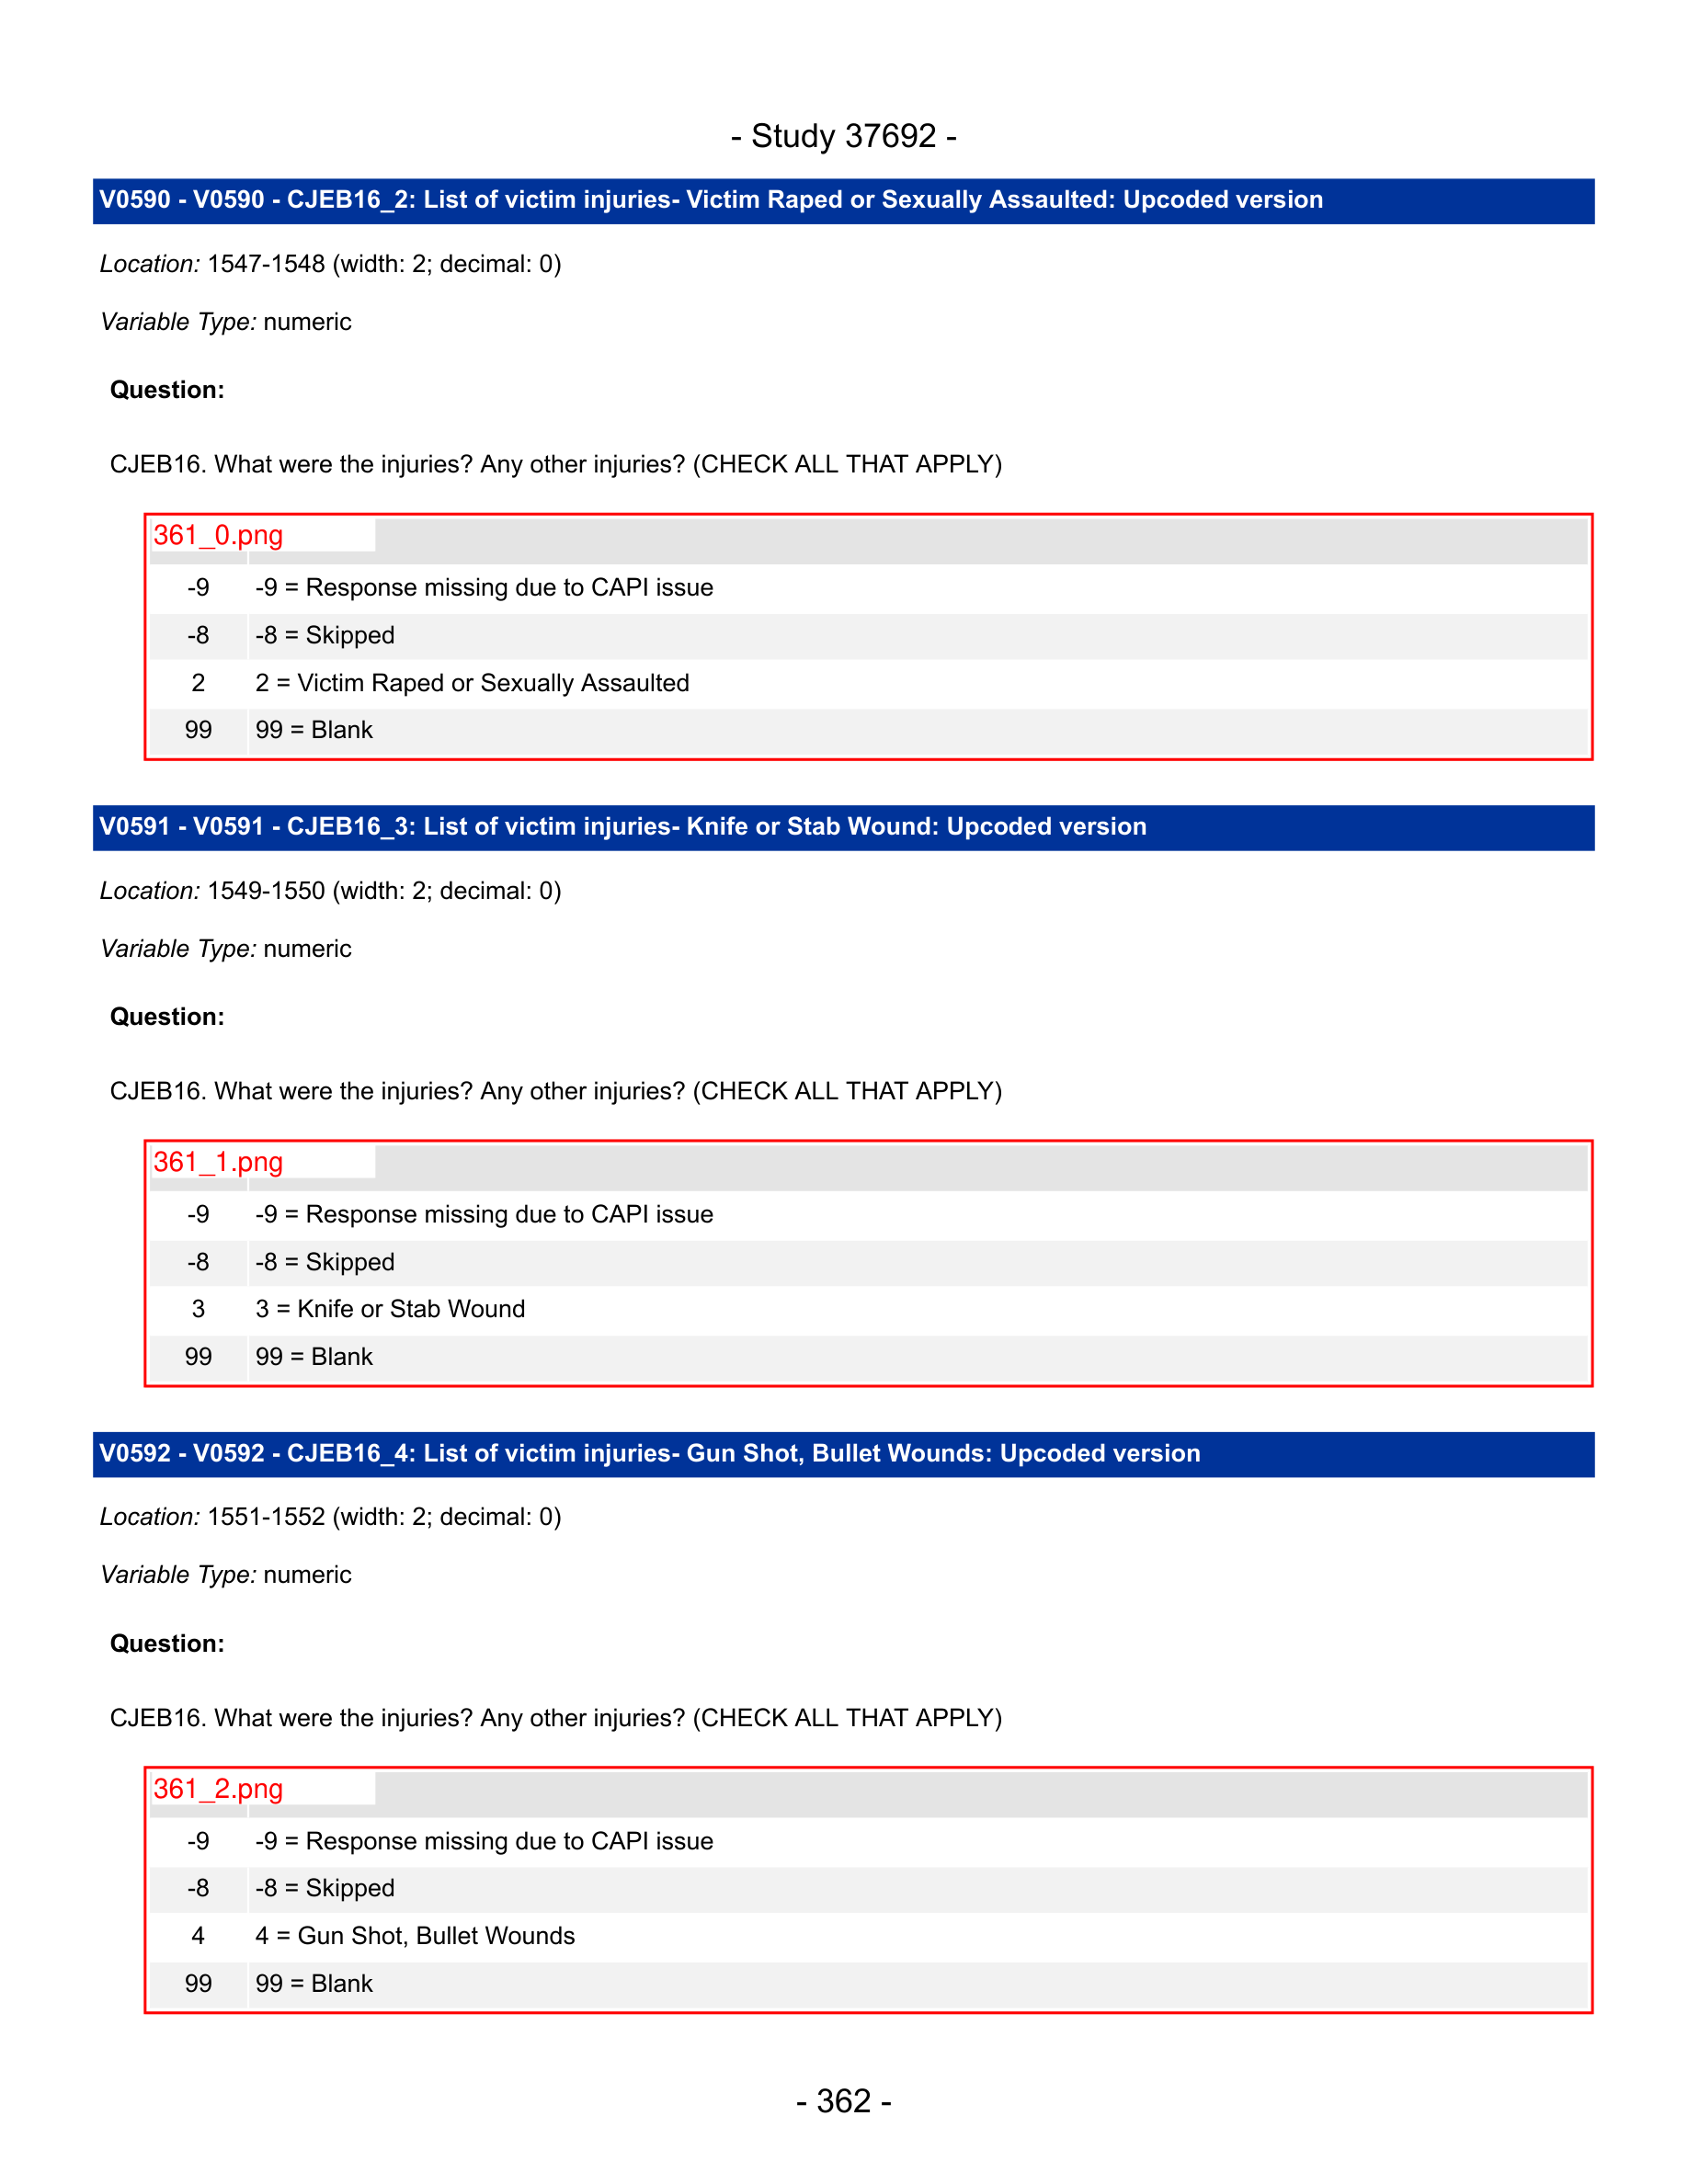 - Study 37692 -
V0590 - V0590 - CJEB16_2: List of victim injuries- Victim Raped or Sexually Assaulted: Upcoded version
Location: 1547-1548 (width: 2; decimal: 0)
Variable Type: numeric
Question:
CJEB16. What were the injuries? Any other injuries? (CHECK ALL THAT APPLY)
361_0.png
-9 -9 = Response missing due to CAPI issue
-8 -8 = Skipped
2 2 = Victim Raped or Sexually Assaulted
99 99 = Blank
V0591 - V0591 - CJEB16_3: List of victim injuries- Knife or Stab Wound: Upcoded version
Location: 1549-1550 (width: 2; decimal: 0)
Variable Type: numeric
Question:
CJEB16. What were the injuries? Any other injuries? (CHECK ALL THAT APPLY)
361_1.png
-9 -9 = Response missing due to CAPI issue
-8 -8 = Skipped
3 3 = Knife or Stab Wound
99 99 = Blank
V0592 - V0592 - CJEB16_4: List of victim injuries- Gun Shot, Bullet Wounds: Upcoded version
Location: 1551-1552 (width: 2; decimal: 0)
Variable Type: numeric
Question:
CJEB16. What were the injuries? Any other injuries? (CHECK ALL THAT APPLY)
361_2.png
-9 -9 = Response missing due to CAPI issue
-8 -8 = Skipped
4 4 = Gun Shot, Bullet Wounds
99 99 = Blank
- 362 -